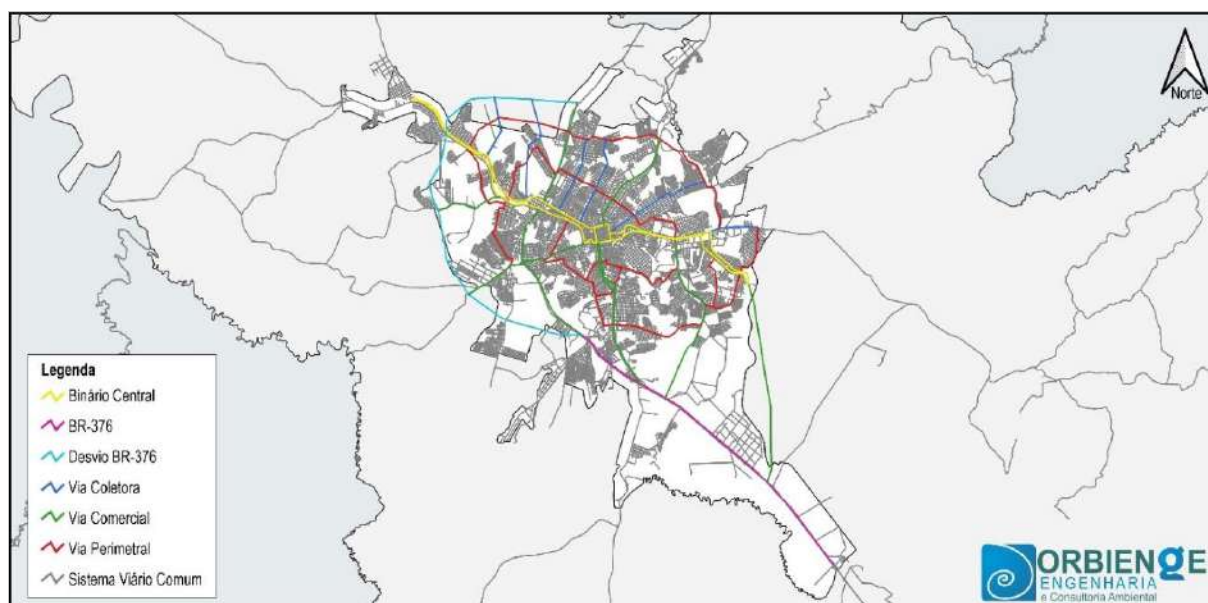 Norte
Legenda
Binário Central
BR-376
Desvio BR-376
Via Coletora
Via Comercial
Via Perimetral
Sistema Viário Comum
ORBIENGE
ENGENHARIA
e Consultoria Ambiental